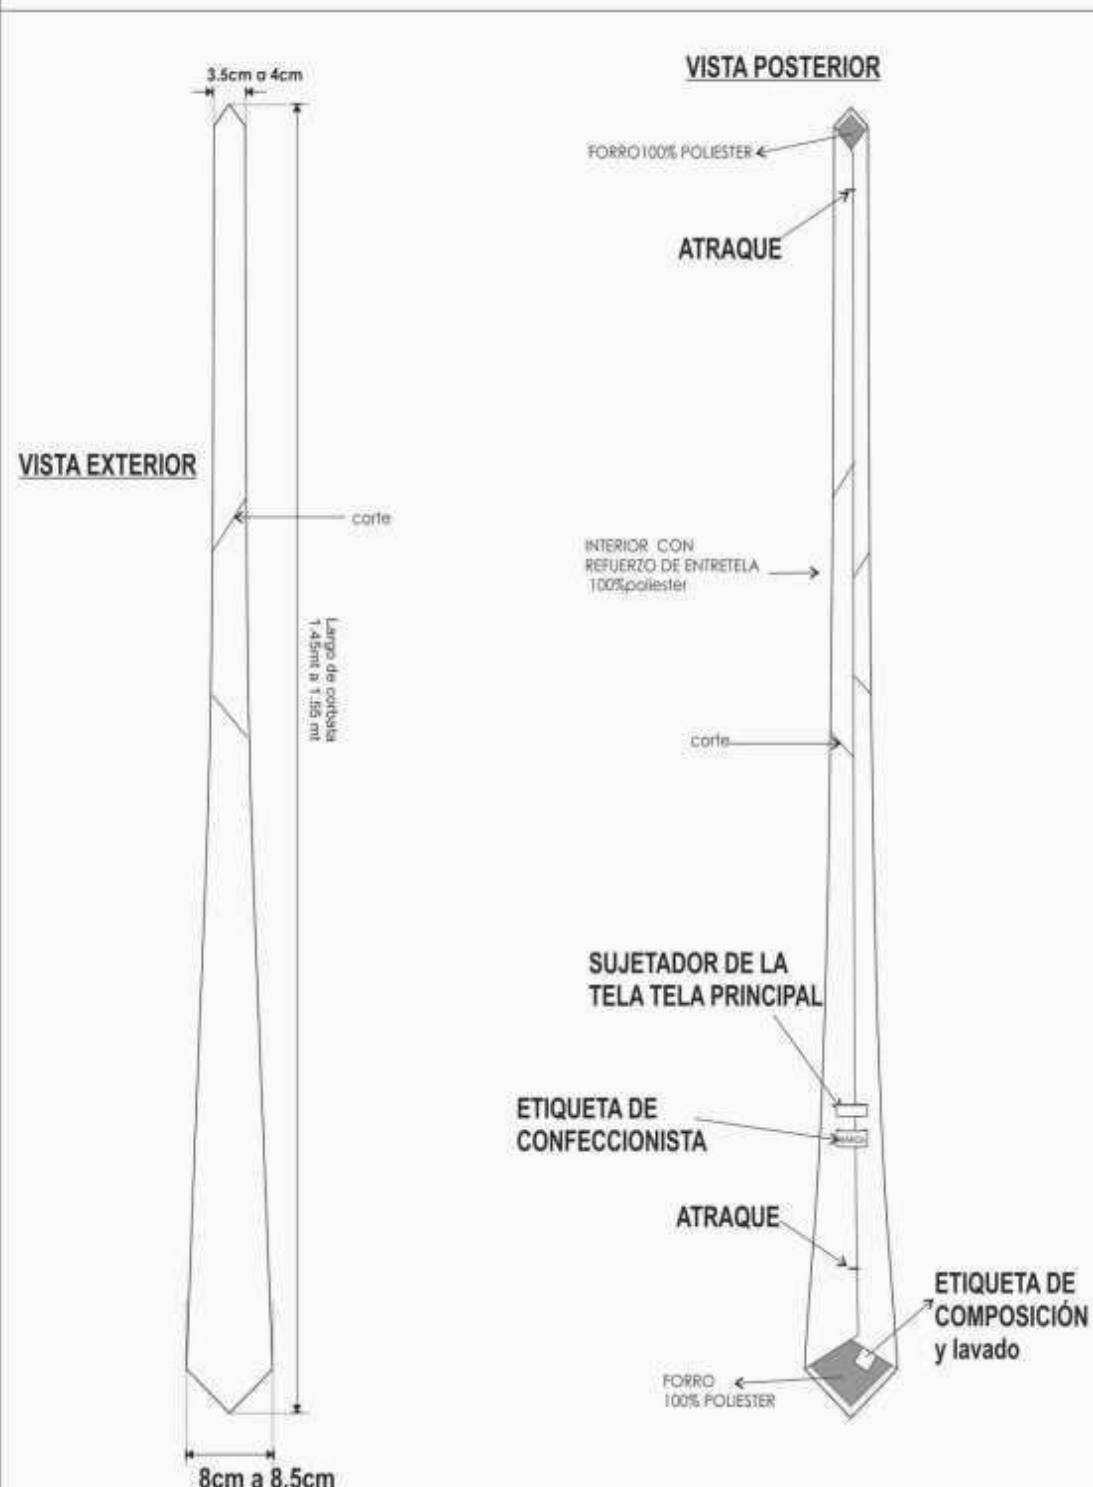 3.5cm a 4cm
VISTA EXTERIOR
corte
Largo de corbata
1.45mt a 1.55 mt
8cm a 8.5cm
VISTA POSTERIOR
FORRO100% POLIESTER
ATRAQUE
INTERIOR CON
REFUERZO DE ENTRETELA
100%poliester
corte
SUJETADOR DE LA
TELA TELA PRINCIPAL
ETIQUETA DE
CONFECCIONISTA
MARCA
ATRAQUE
ETIQUETA DE
COMPOSICIÓN
y lavado
FORRO
100% POLIESTER